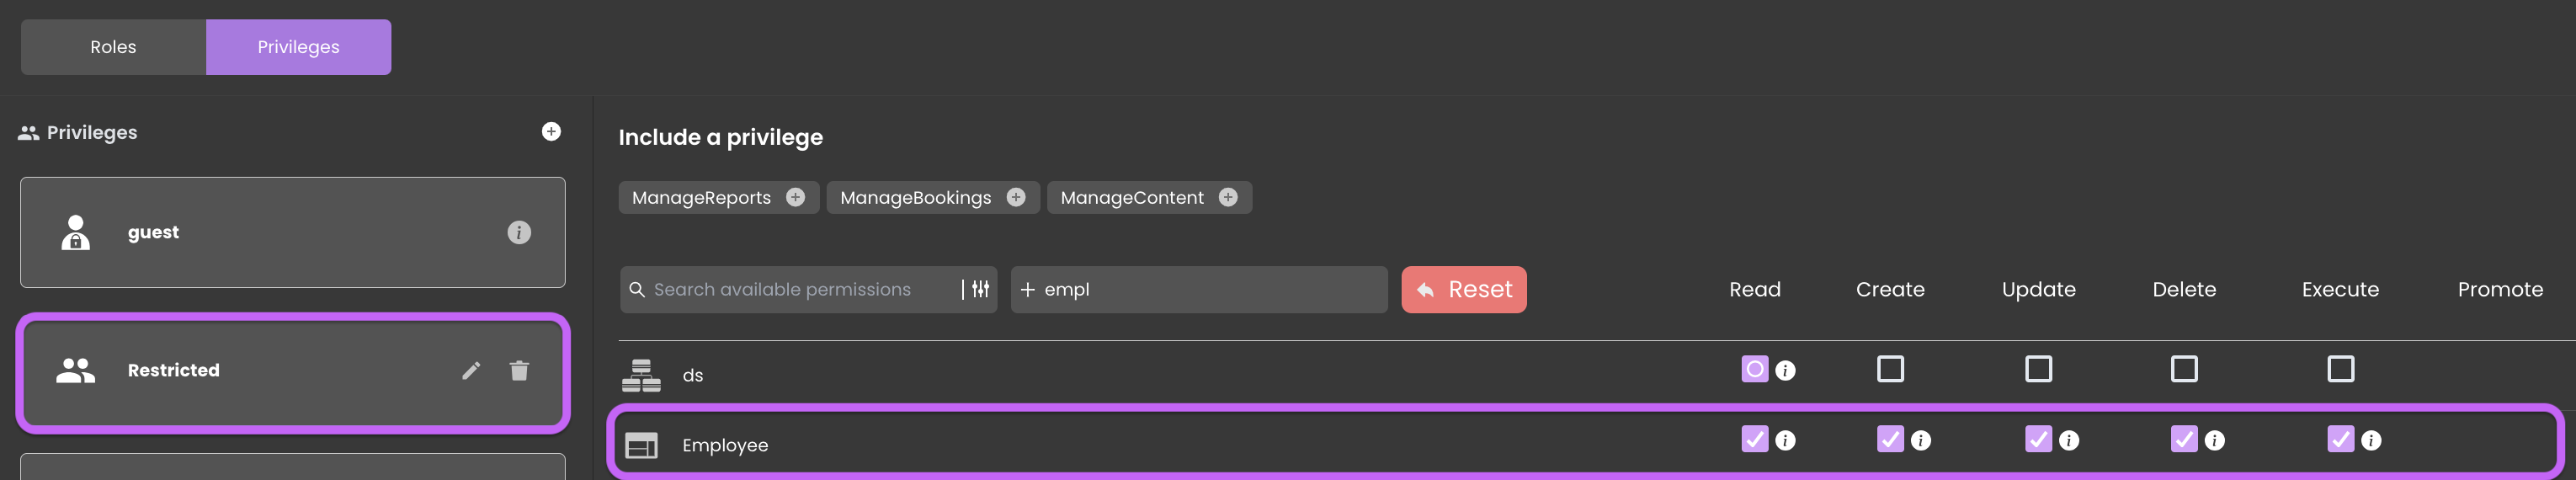 Roles
Privileges
Privileges
guest
Restricted
Include a privilege
ManageReports
ManageBookings
ManageContent
Search available permissions
empl
Reset
Read
Create
Update
Delete
Execute
Promote
ds
Employee